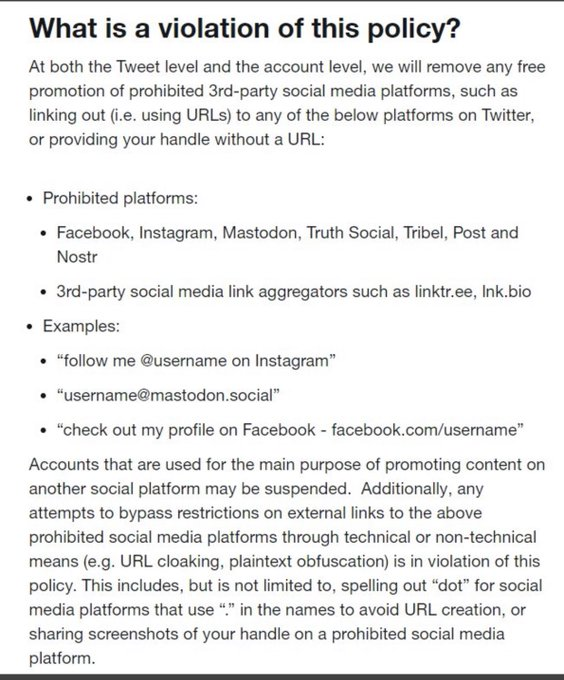 What is a violation of this policy?
At both the Tweet level and the account level, we will remove any free
promotion of prohibited 3rd-party social media platforms, such as
linking out (i.e. using URLs) to any of the below platforms on Twitter,
or providing your handle without a URL:
• Prohibited platforms:
• Facebook, Instagram, Mastodon, Truth Social, Tribel, Post and
Nostr
• 3rd-party social media link aggregators such as linktr.ee, lnk.bio
• Examples:
• “follow me @username on Instagram”
• “username@mastodon.social”
• “check out my profile on Facebook - facebook.com/username”
Accounts that are used for the main purpose of promoting content on
another social platform may be suspended.  Additionally, any
attempts to bypass restrictions on external links to the above
prohibited social media platforms through technical or non-technical
means (e.g. URL cloaking, plaintext obfuscation) is in violation of this
policy. This includes, but is not limited to, spelling out “dot” for social
media platforms that use “.” in the names to avoid URL creation, or
sharing screenshots of your handle on a prohibited social media
platform.